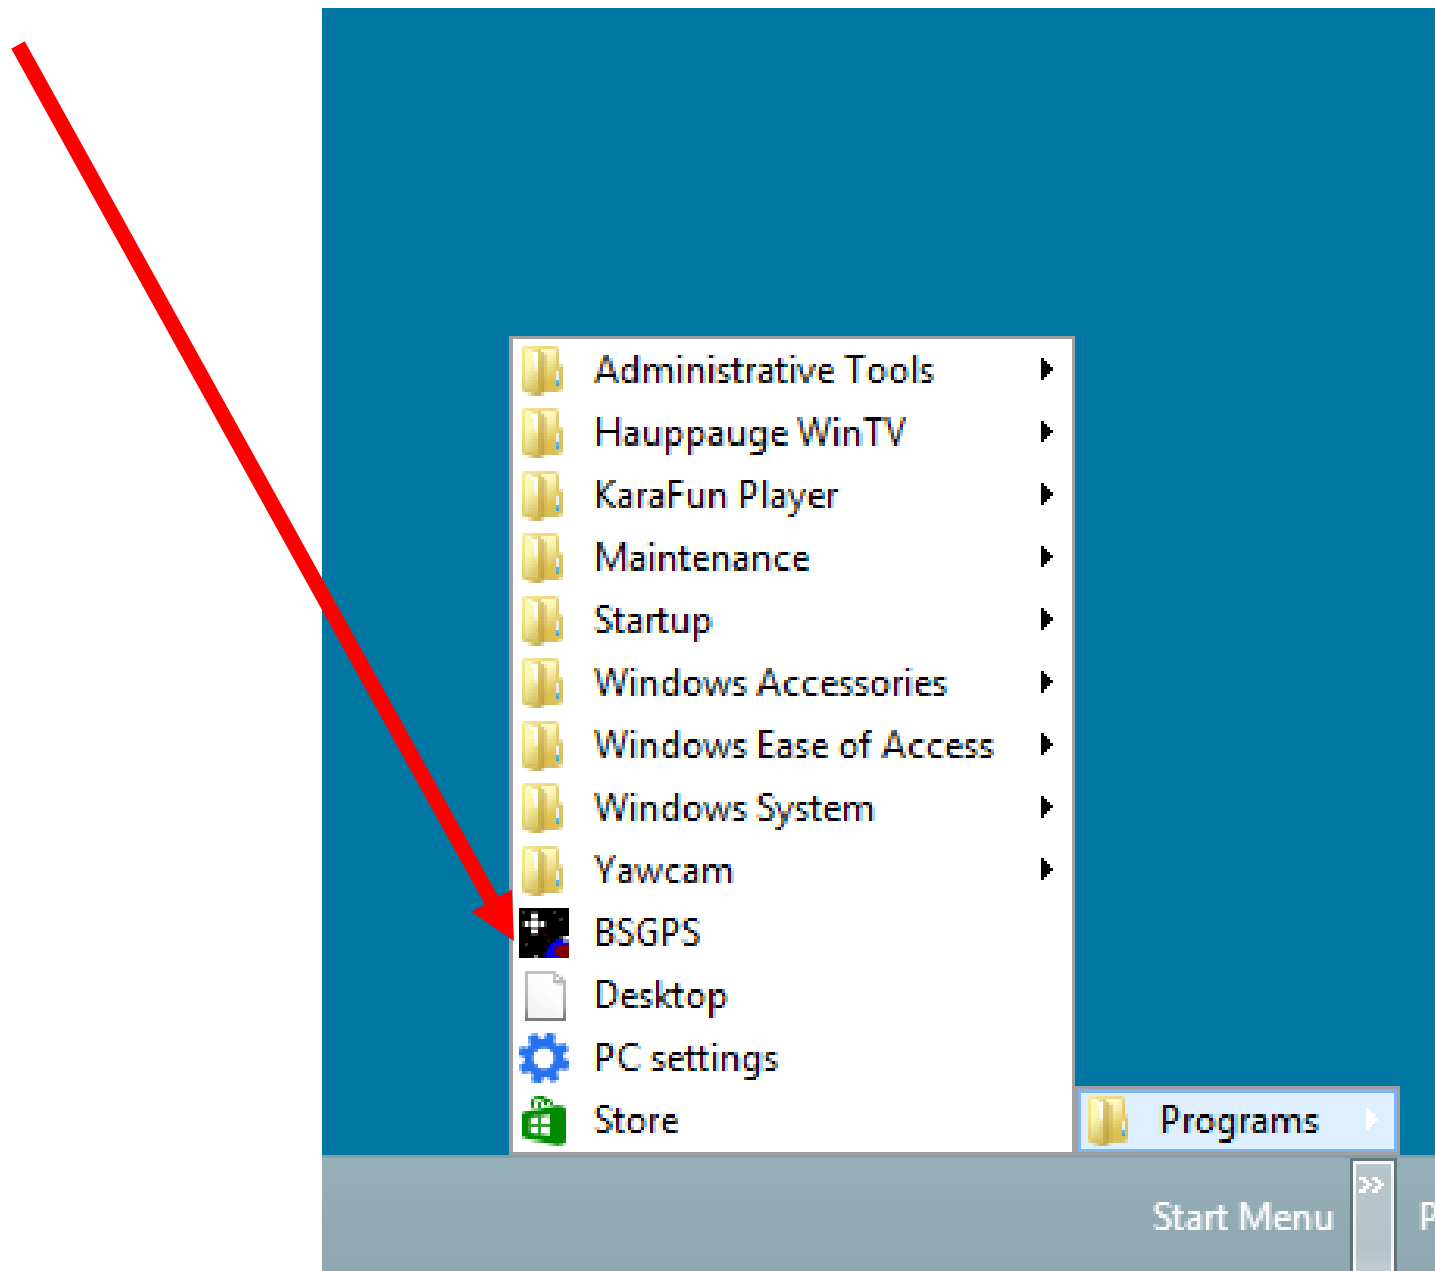 Administrative Tools
Hauppauge WinTV
KaraFun Player
Maintenance
Startup
Windows Accessories
Windows Ease of Access
Windows System
Yawcam
BSGPS
Desktop
PC settings
Store
Programs
Start Menu
»
P